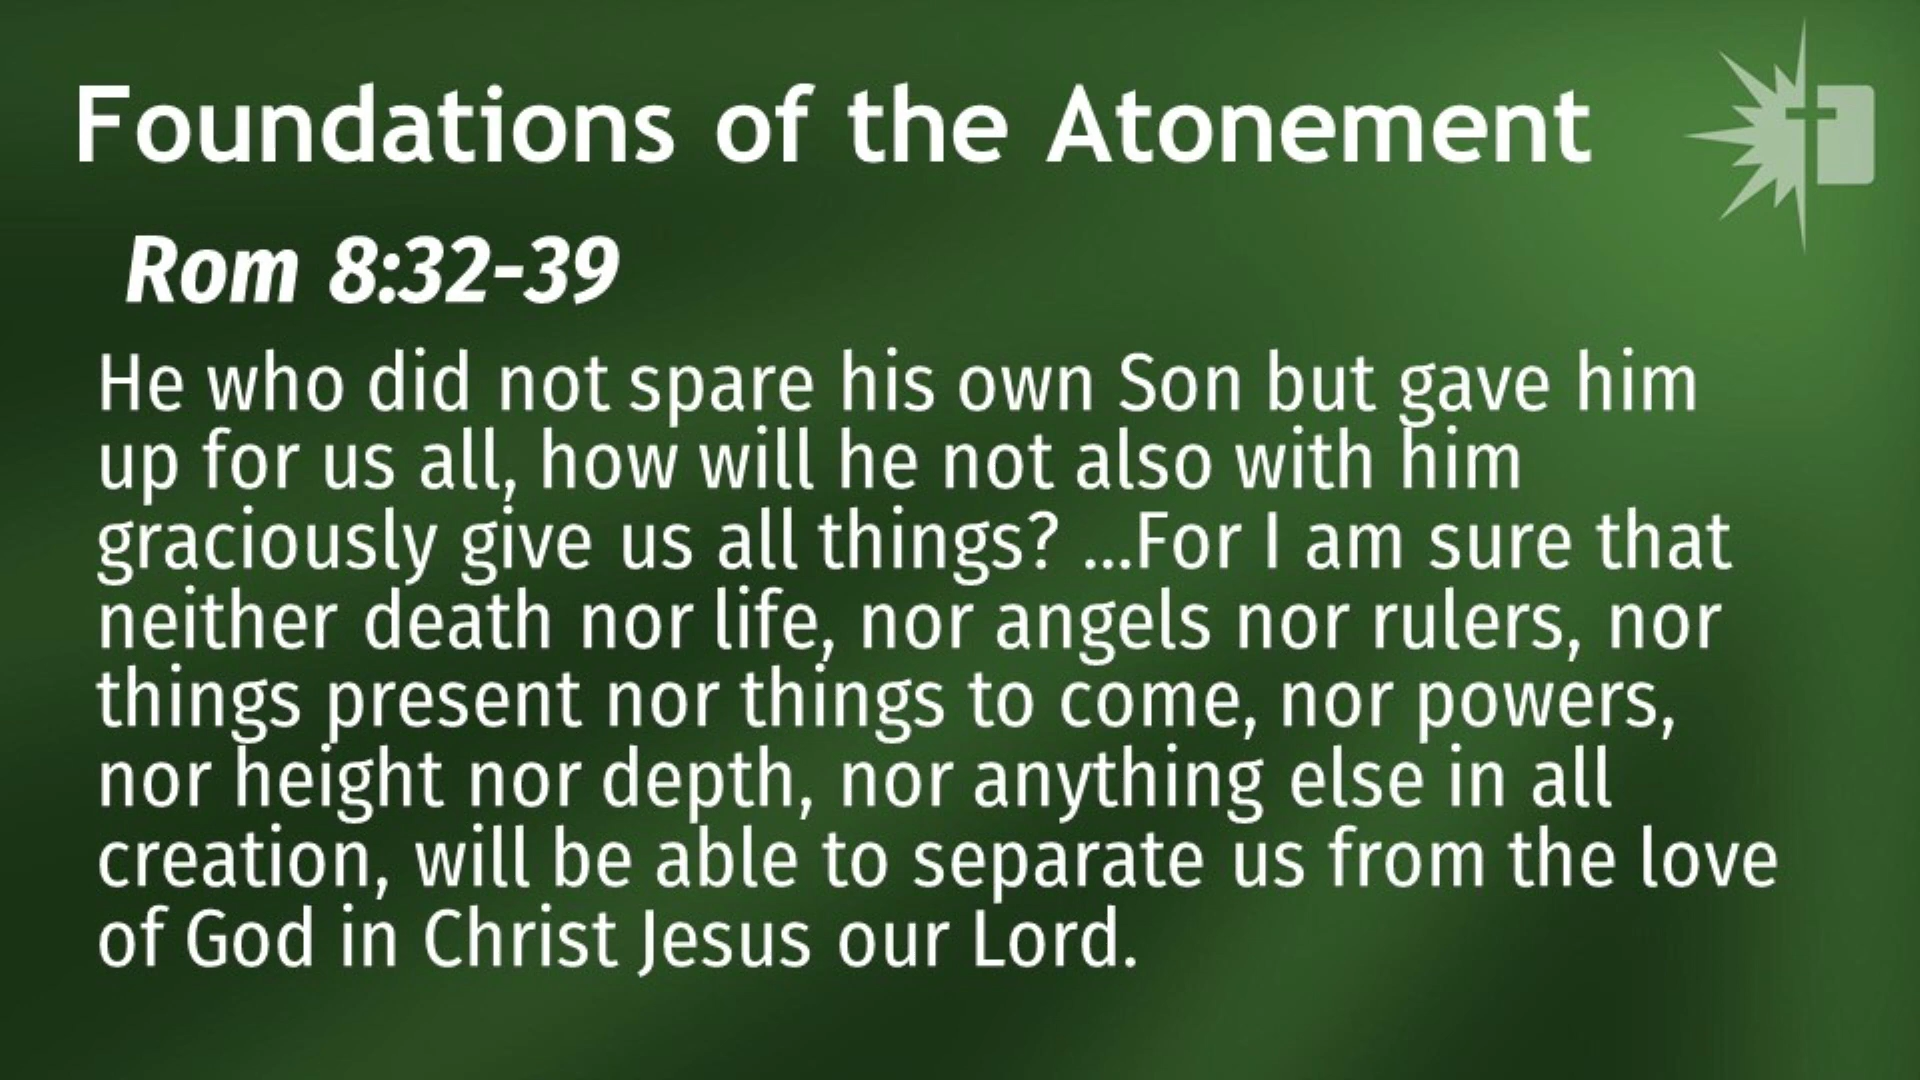 Foundations of the Atonement
Rom 8:32-39
He who did not spare his own Son but gave him
up for us all, how will he not also with him
graciously give us all things? ...For I am sure that
neither death nor life, nor angels nor rulers, nor
things present nor things to come, nor powers,
nor height nor depth, nor anything else in all
creation, will be able to separate us from the love
of God in Christ Jesus our Lord.